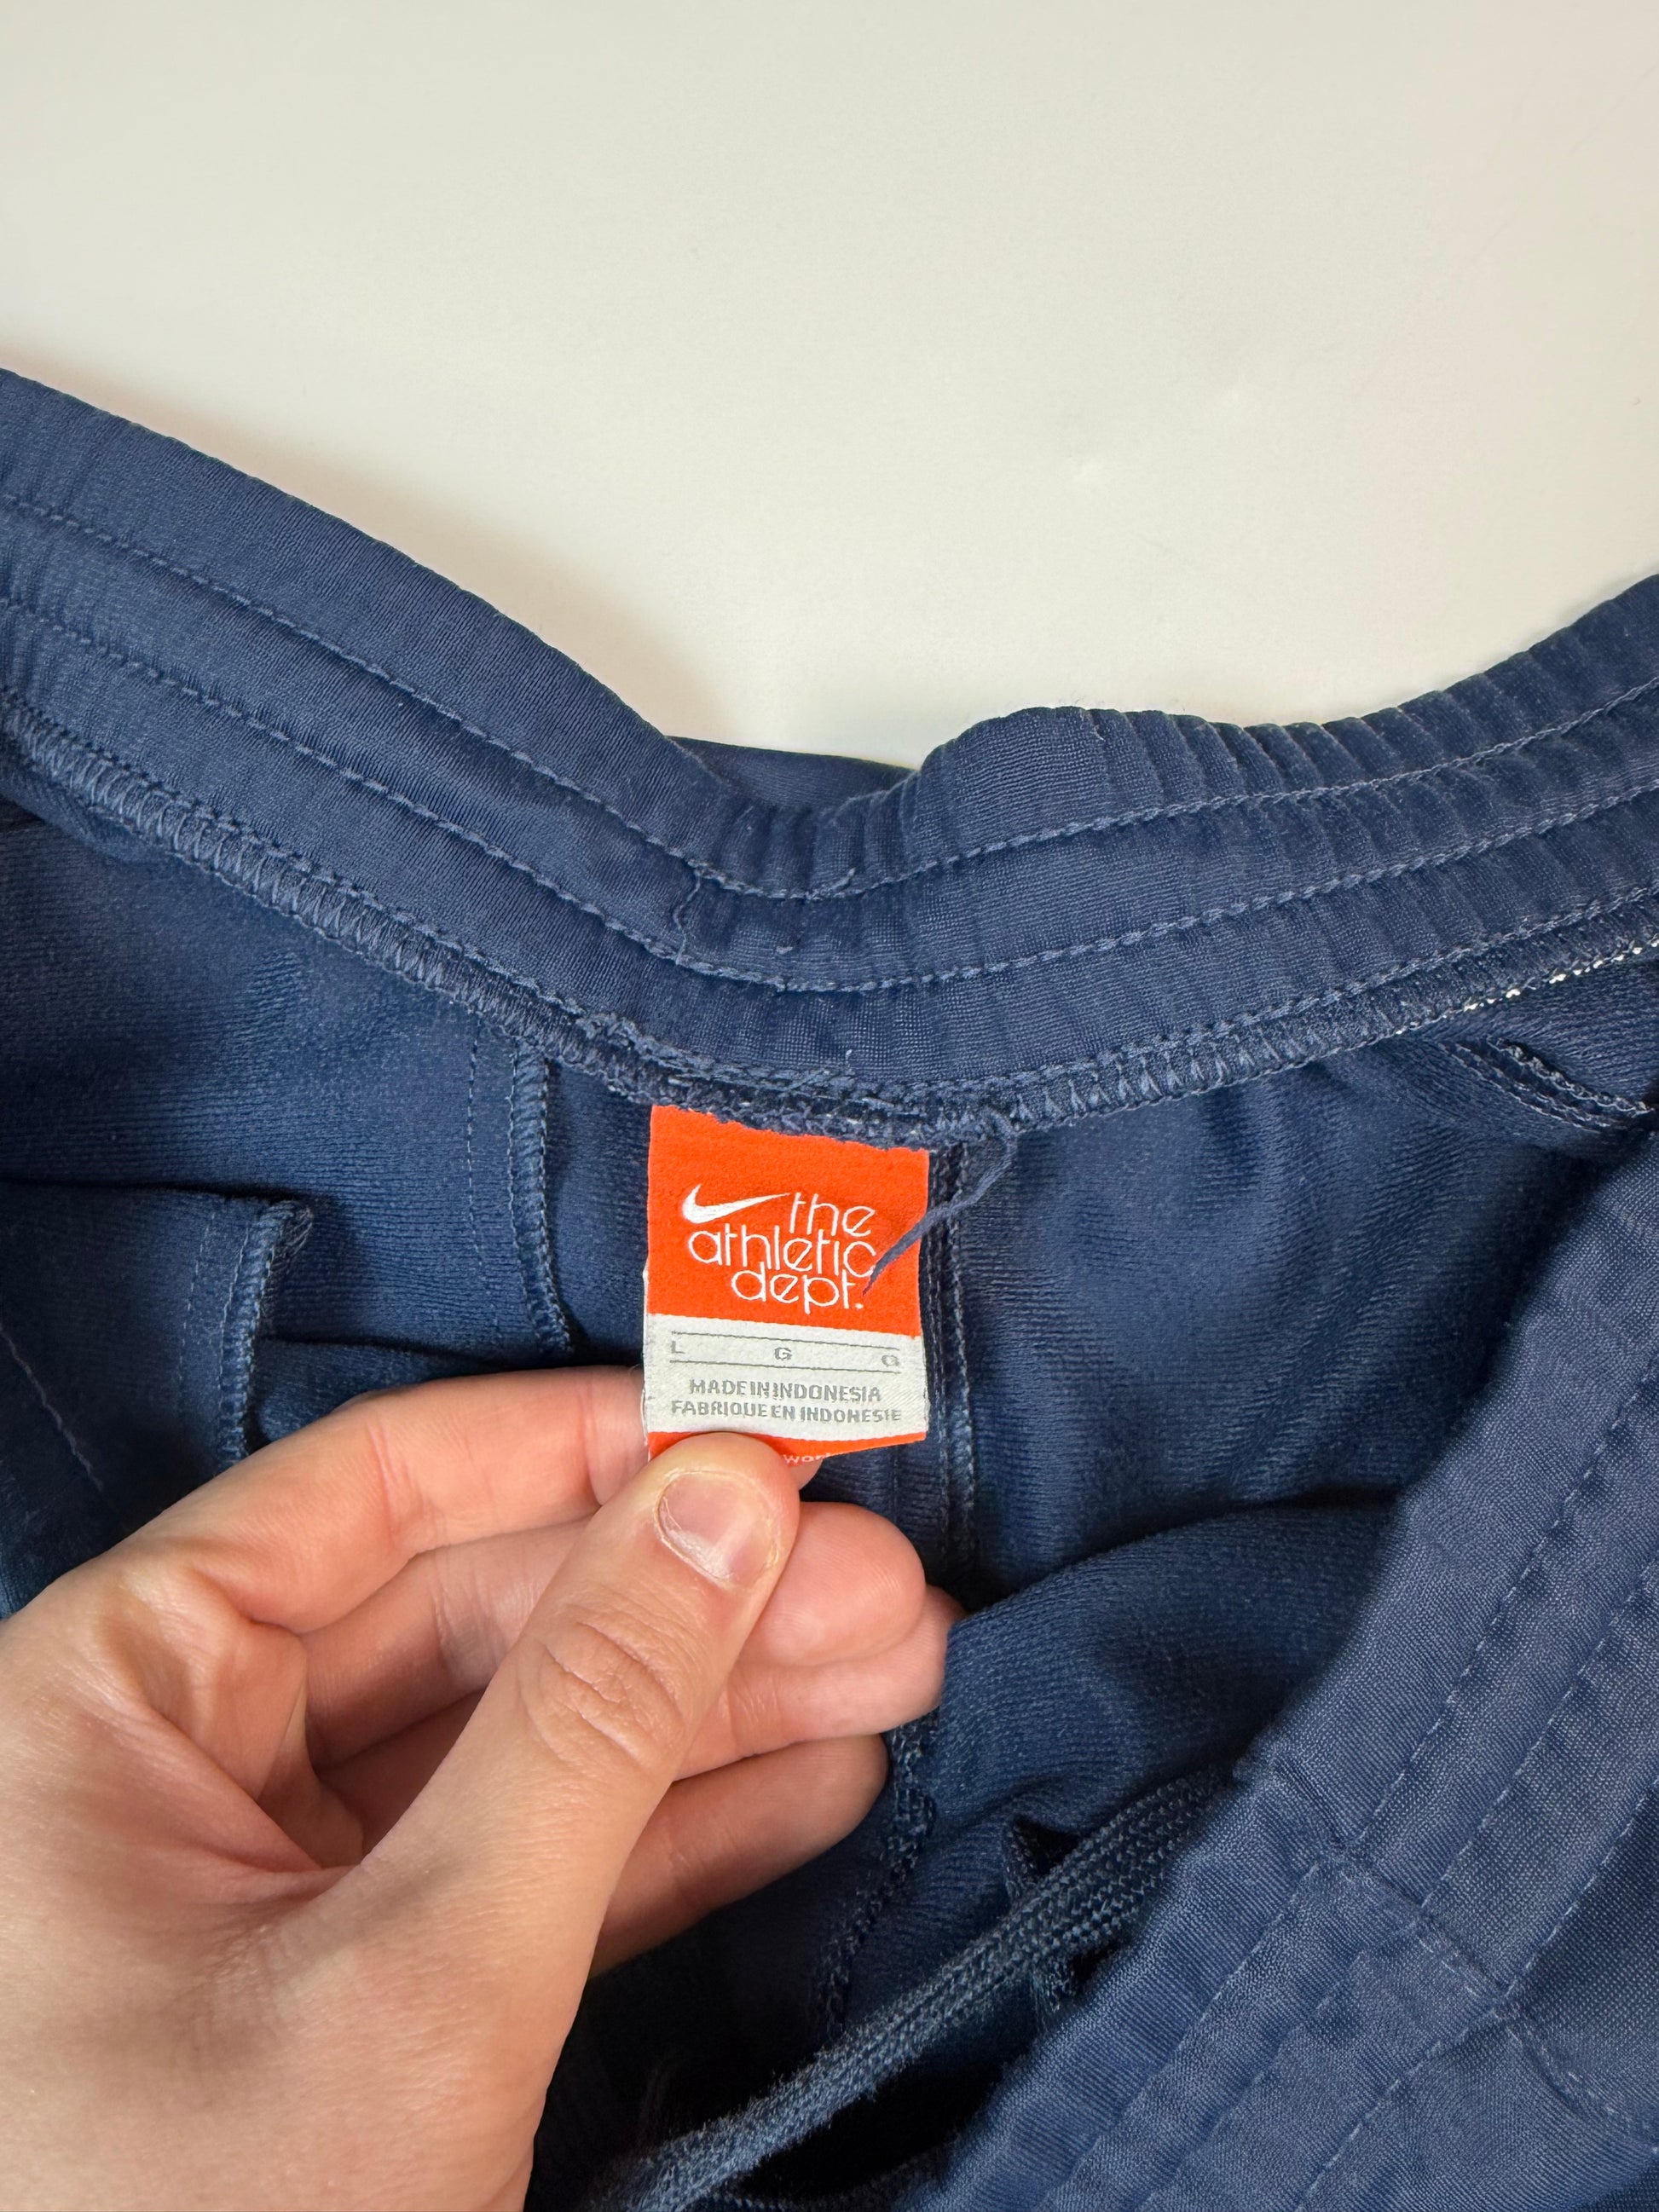 the
athletic
dept.
L G G
MADE IN INDONESIA
FABRIQUE EN INDONESIE